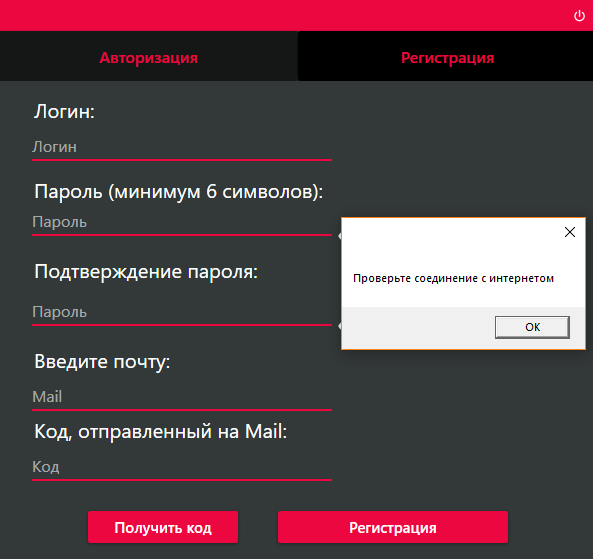 Авторизация
Регистрация
Логин:
Логин
Пароль (минимум 6 символов):
Пароль
Проверьте соединение с интернетом
OK
Подтверждение пароля:
Пароль
Введите почту:
Mail
Код, отправленный на Mail:
Код
Получить код
Регистрация